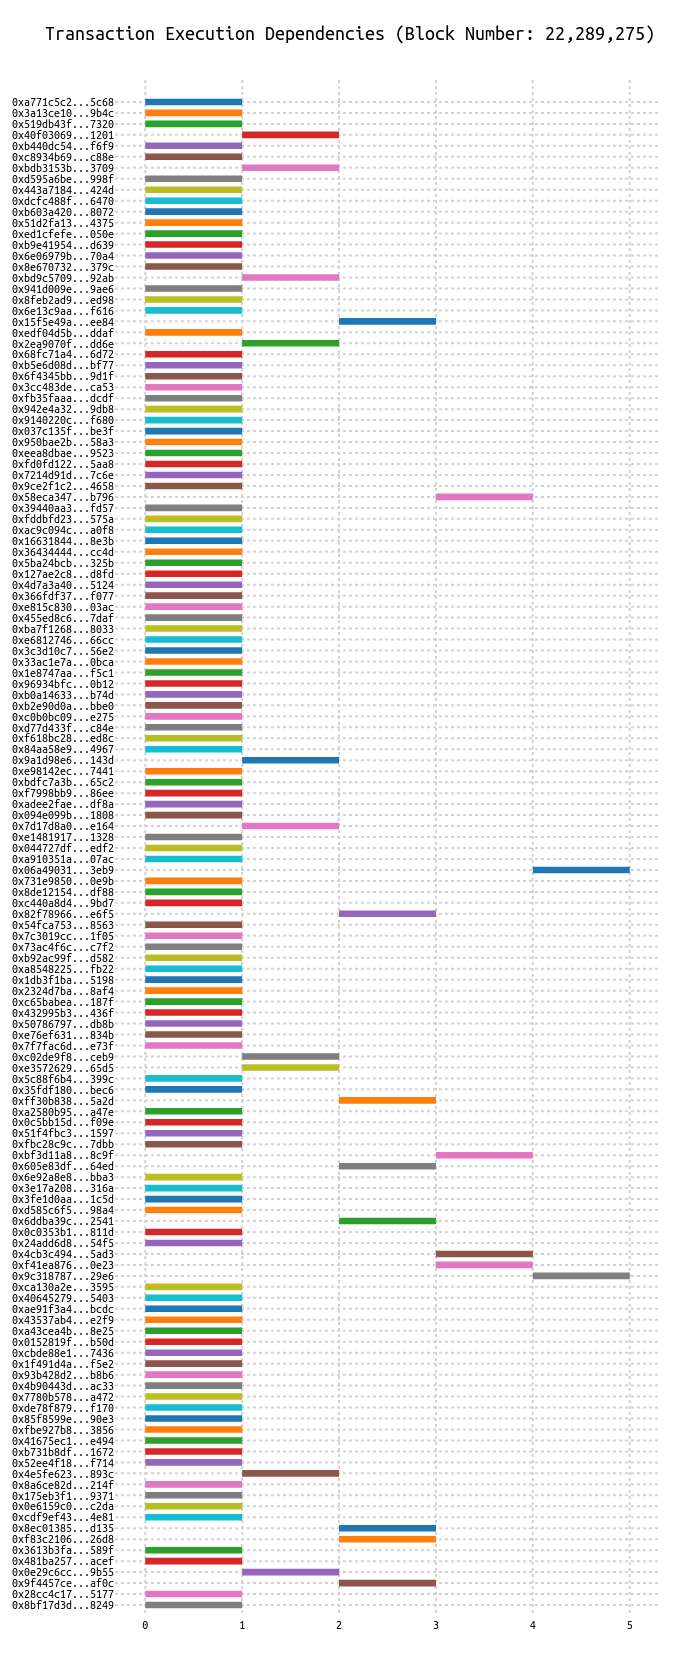 Transaction Execution Dependencies (Block Number: 22,289,275)
0xa771c5c2...5c68
0x3a13ce10...9b4c
0x519db43f...7320
0x40f03069...1201
0xb440dc54...f6f9
0xc8934b69...c88e
0xbdb3153b...3709
0xd595a6be...998f
0x443a7184...424d
0xdcfc488f...6470
0xb603a420...8072
0x51d2fa13...4375
0xed1cfefe...050e
0xb9e41954...d639
0x6e06979b...70a4
0x8e670732...379c
0xbd9c5709...92ab
0x941d009e...9ae6
0x8feb2ad9...ed98
0x6e13c9aa...f616
0x15f5e49a...ee84
0xedf04d5b...ddaf
0x2ea9070f...dd6e
0x68fc71a4...6d72
0xb5e6d08d...bf77
0x6f4345bb...9d1f
0x3cc483de...ca53
0xfb35faaa...dcdf
0x942e4a32...9db8
0x9140220c...f680
0x037c135f...be3f
0x950bae2b...58a3
0xeea8dbae...9523
0xfd0fd122...5aa8
0x7214d91d...7c6e
0x9ce2f1c2...4658
0x58eca347...b796
0x39440aa3...fd57
0xfddbfd23...575a
0xac9c094c...a0f8
0x16631844...8e3b
0x36434444...cc4d
0x5ba24bcb...325b
0x127ae2c8...d8fd
0x4d7a3a40...5124
0x366fdf37...f077
0xe815c830...03ac
0x455ed8c6...7daf
0xba7f1268...8033
0xe6812746...66cc
0x3c3d10c7...56e2
0x33ac1e7a...0bca
0x1e8747aa...f5c1
0x96934bfc...0b12
0xb0a14633...b74d
0xb2e90d0a...bbe0
0xc0b0bc09...e275
0xd77d433f...c84e
0xf618bc28...ed8c
0x84aa58e9...4967
0x9a1d98e6...143d
0xe98142ec...7441
0xbdfc7a3b...65c2
0xf7998bb9...86ee
0xadee2fae...df8a
0x094e099b...1808
0x7d17d8a0...e164
0xe1481917...1328
0x044727df...edf2
0xa910351a...07ac
0x06a49031...3eb9
0x731e9850...0e9b
0x8de12154...df88
0xc440a8d4...9bd7
0x82f78966...e6f5
0x54fca753...8563
0x7c3019cc...1f05
0x73ac4f6c...c7f2
0xb92ac99f...d582
0xa8548225...fb22
0x1db3f1ba...5198
0x2324d7ba...8af4
0xc65babea...187f
0x432995b3...436f
0x50786797...db8b
0xe76ef631...834b
0x7f7fac6d...e73f
0xc02de9f8...ceb9
0xe3572629...65d5
0x5c88f6b4...399c
0x35fdf180...bec6
0xff30b838...5a2d
0xa2580b95...a47e
0x0c5bb15d...f09e
0x51f4fbc3...1597
0xfbc28c9c...7dbb
0xbf3d11a8...8c9f
0x605e83df...64ed
0x6e92a8e8...bba3
0x3e17a208...316a
0x3fe1d0aa...1c5d
0xd585c6f5...98a4
0x6ddba39c...2541
0x0c0353b1...811d
0x24add6d8...54f5
0x4cb3c494...5ad3
0xf41ea876...0e23
0x9c318787...29e6
0xca130a2e...3595
0x40645279...5403
0xae91f3a4...bcdc
0x43537ab4...e2f9
0xa43cea4b...8e25
0x0152819f...b50d
0xcbde88e1...7436
0x1f491d4a...f5e2
0x93b428d2...b8b6
0x4b90443d...ac33
0x7780b578...a472
0xde78f879...f170
0x85f8599e...90e3
0xfbe927b8...3856
0x41675ec1...e494
0xb731b8df...1672
0x52ee4f18...f714
0x4e5fe623...893c
0x8a6ce82d...214f
0x175eb3f1...9371
0x0e6159c0...c2da
0xcdf9ef43...4e81
0x8ec01385...d135
0xf83c2106...26d8
0x3613b3fa...589f
0x481ba257...acef
0x0e29c6cc...9b55
0x9f4457ce...af0c
0x28cc4c17...5177
0x8bf17d3d...8249
0 1 2 3 4 5